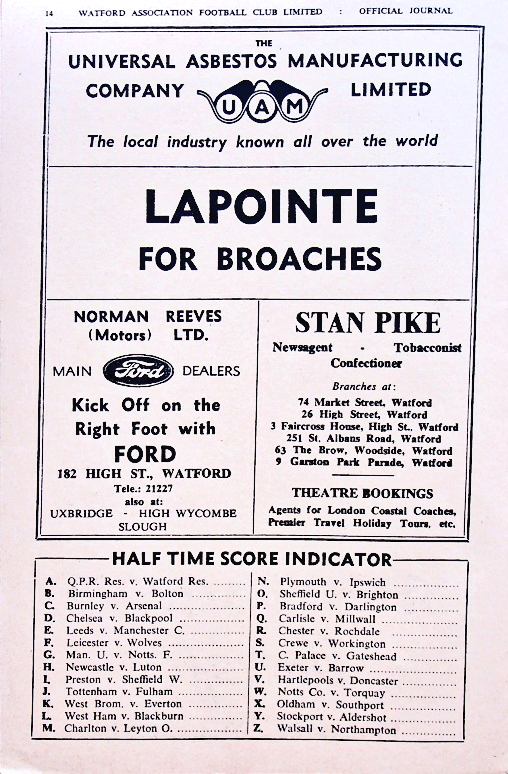 14 WATFORD ASSOCIATION FOOTBALL CLUB LIMITED : OFFICIAL JOURNAL
THE
UNIVERSAL ASBESTOS MANUFACTURING
COMPANY UAM LIMITED
The local industry known all over the world
LAPOINTE
FOR BROACHES
NORMAN REEVES
(Motors) LTD.
MAIN Ford DEALERS
Kick Off on the
Right Foot with
FORD
182 HIGH ST., WATFORD
Tele.: 21227
also at:
UXBRIDGE - HIGH WYCOMBE
SLOUGH
STAN PIKE
Newsagent - Tobacconist
Confectioner
Branches at:
74 Market Street, Watford
26 High Street, Watford
3 Faircross House, High St., Watford
251 St. Albans Road, Watford
63 The Brow, Woodside, Watford
9 Garston Park Parade, Watford
THEATRE BOOKINGS
Agents for London Coastal Coaches,
Premier Travel Holiday Tours, etc.
HALF TIME SCORE INDICATOR
A. Q.P.R. Res. v. Watford Res. ..........
B. Birmingham v. Bolton ..........
C. Burnley v. Arsenal ..........
D. Chelsea v. Blackpool ..........
E. Leeds v. Manchester C. ..........
F. Leicester v. Wolves ..........
G. Man. U. v. Notts. F. ..........
H. Newcastle v. Luton ..........
I. Preston v. Sheffield W. ..........
J. Tottenham v. Fulham ..........
K. West Brom. v. Everton ..........
L. West Ham v. Blackburn ..........
M. Charlton v. Leyton O. ..........
N. Plymouth v. Ipswich ..........
O. Sheffield U. v. Brighton ..........
P. Bradford v. Darlington ..........
Q. Carlisle v. Millwall ..........
R. Chester v. Rochdale ..........
S. Crewe v. Workington ..........
T. C. Palace v. Gateshead ..........
U. Exeter v. Barrow ..........
V. Hartlepools v. Doncaster ..........
W. Notts Co. v. Torquay ..........
X. Oldham v. Southport ..........
Y. Stockport v. Aldershot ..........
Z. Walsall v. Northampton ..........